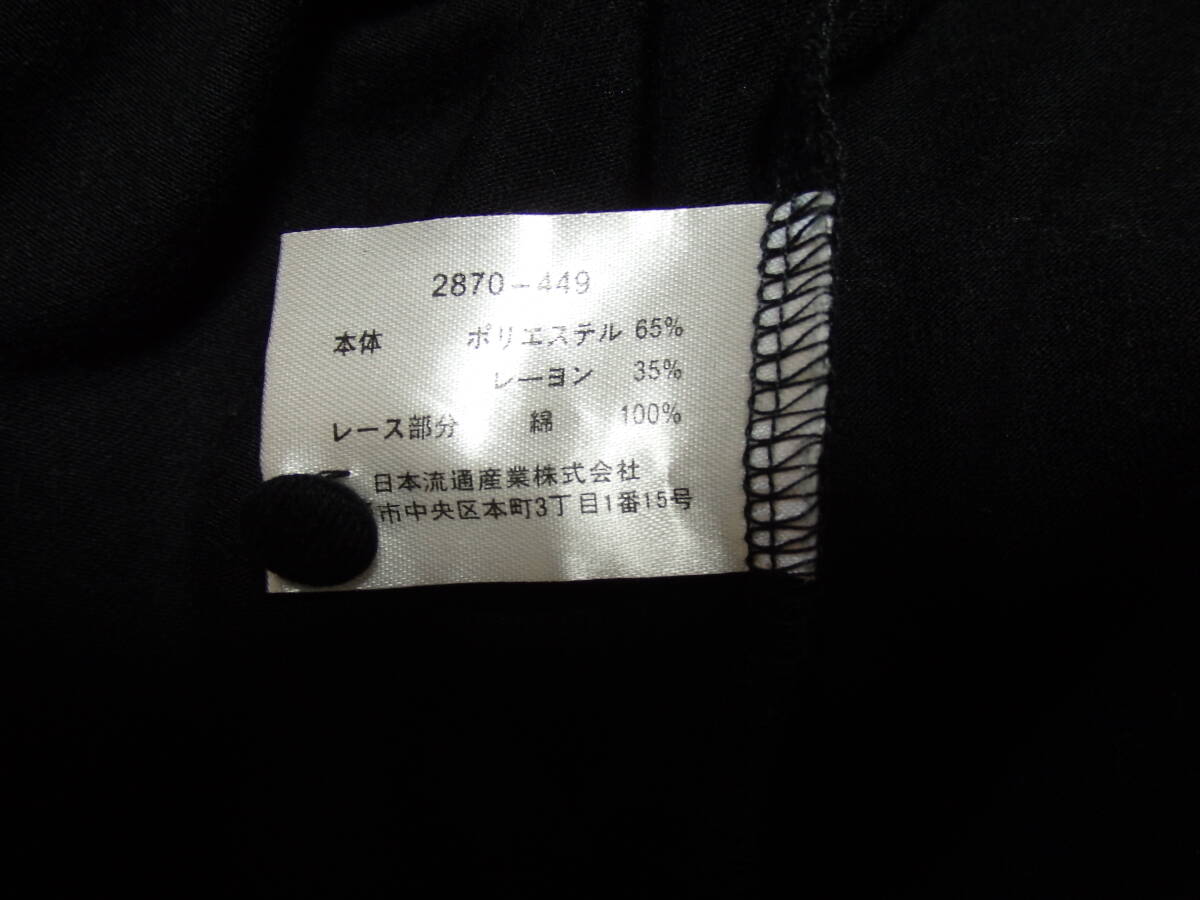 2870-449
本体 ポリエステル 65%
レーヨン 35%
レース部分 綿 100%
日本流通産業株式会社
市中央区本町3丁目1番15号